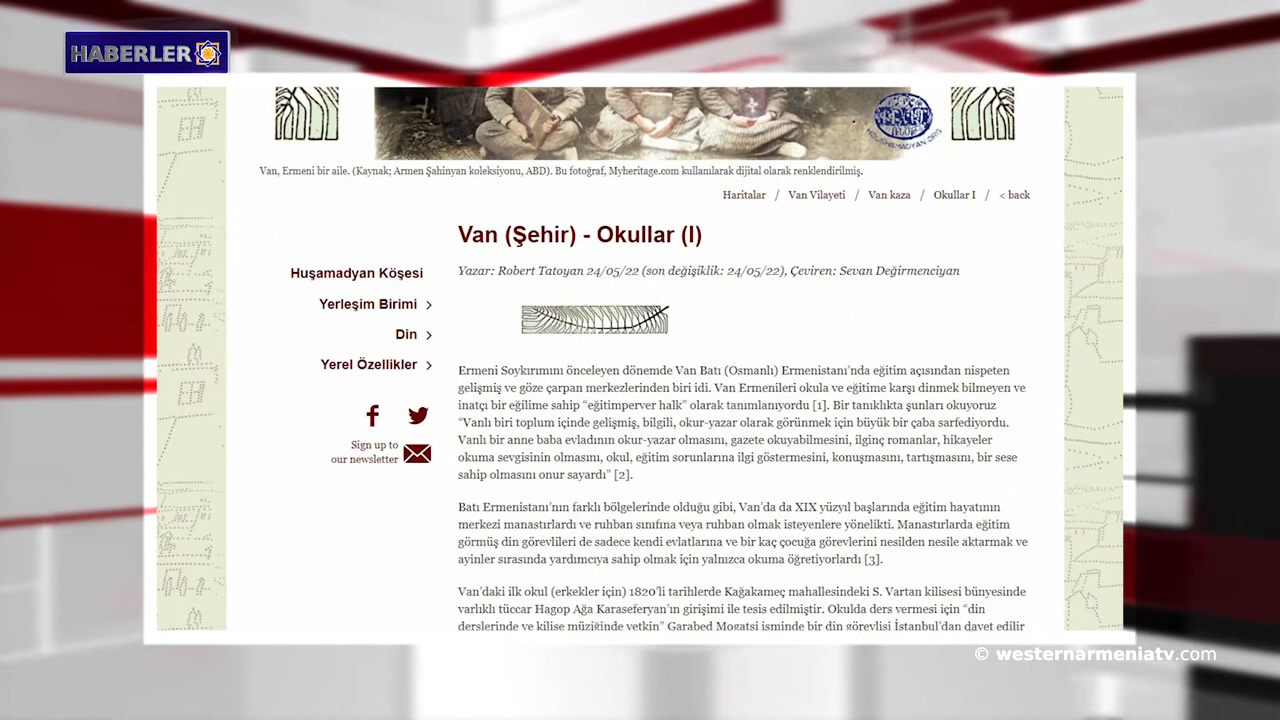 HABERLER
HOUSHAMADYAN.ORG
Van, Ermeni bir aile. (Kaynak; Armen Şahinyan koleksiyonu, ABD). Bu fotoğraf, Myheritage.com kullanılarak dijital olarak renklendirilmiş.
Haritalar / Van Vilayeti / Van kaza / Okullar I / < back
Van (Şehir) - Okullar (I)
Yazar: Robert Tatoyan 24/05/22 (son değişiklik: 24/05/22), Çeviren: Sevan Değirmenciyan
Huşamadyan Köşesi
Yerleşim Birimi
Din
Yerel Özellikler
Sign up to
our newsletter
Ermeni Soykırımını önceleyen dönemde Van Batı (Osmanlı) Ermenistanı’nda eğitim açısından nispeten
gelişmiş ve göze çarpan merkezlerinden biri idi. Van Ermenileri okula ve eğitime karşı dinmek bilmeyen ve
inatçı bir eğilime sahip “eğitimperver halk” olarak tanımlanıyordu [1]. Bir tanıklıkta şunları okuyoruz
“Vanlı biri toplum içinde gelişmiş, bilgili, okur-yazar olarak görünmek için büyük bir çaba sarfediyordu.
Vanlı bir anne baba evladının okur-yazar olmasını, gazete okuyabilmesini, ilginç romanlar, hikayeler
okuma sevgisinin olmasını, okul, eğitim sorunlarına ilgi göstermesini, konuşmasını, tartışmasını, bir sese
sahip olmasını onur sayardı” [2].
Batı Ermenistanı’nın farklı bölgelerinde olduğu gibi, Van’da da XIX yüzyıl başlarında eğitim hayatının
merkezi manastırlardı ve ruhban sınıfına veya ruhban olmak isteyenlere yönelikti. Manastırlarda eğitim
görmüş din görevlileri de sadece kendi evlatlarına ve bir kaç çocuğa görevlerini nesilden nesile aktarmak ve
ayinler sırasında yardımcıya sahip olmak için yalnızca okuma öğretiyorlardı [3].
Van’daki ilk okul (erkekler için) 1820’li tarihlerde Kağakameç mahallesindeki S. Vartan kilisesi bünyesinde
varlıklı tüccar Hagop Ağa Karaseferyan’ın girişimi ile tesis edilmiştir. Okulda ders vermesi için “din
derslerinde ve kilise müziğinde yetkin” Garabed Mogatsi isminde bir din görevlisi İstanbul’dan davet edilir
© westernarmeniatv.com